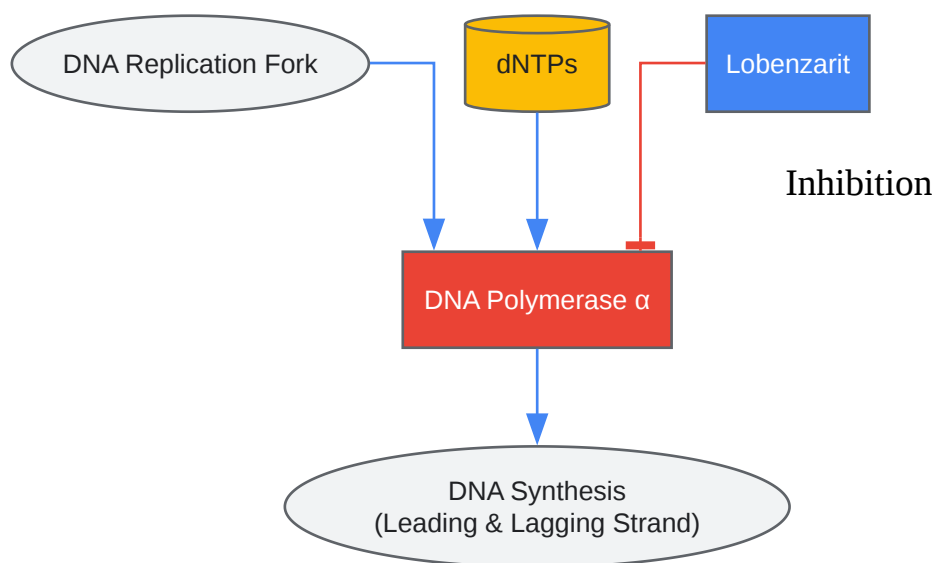 DNA Replication Fork
dNTPs
Lobenzarit
Inhibition
DNA Polymerase α
DNA Synthesis
(Leading & Lagging Strand)